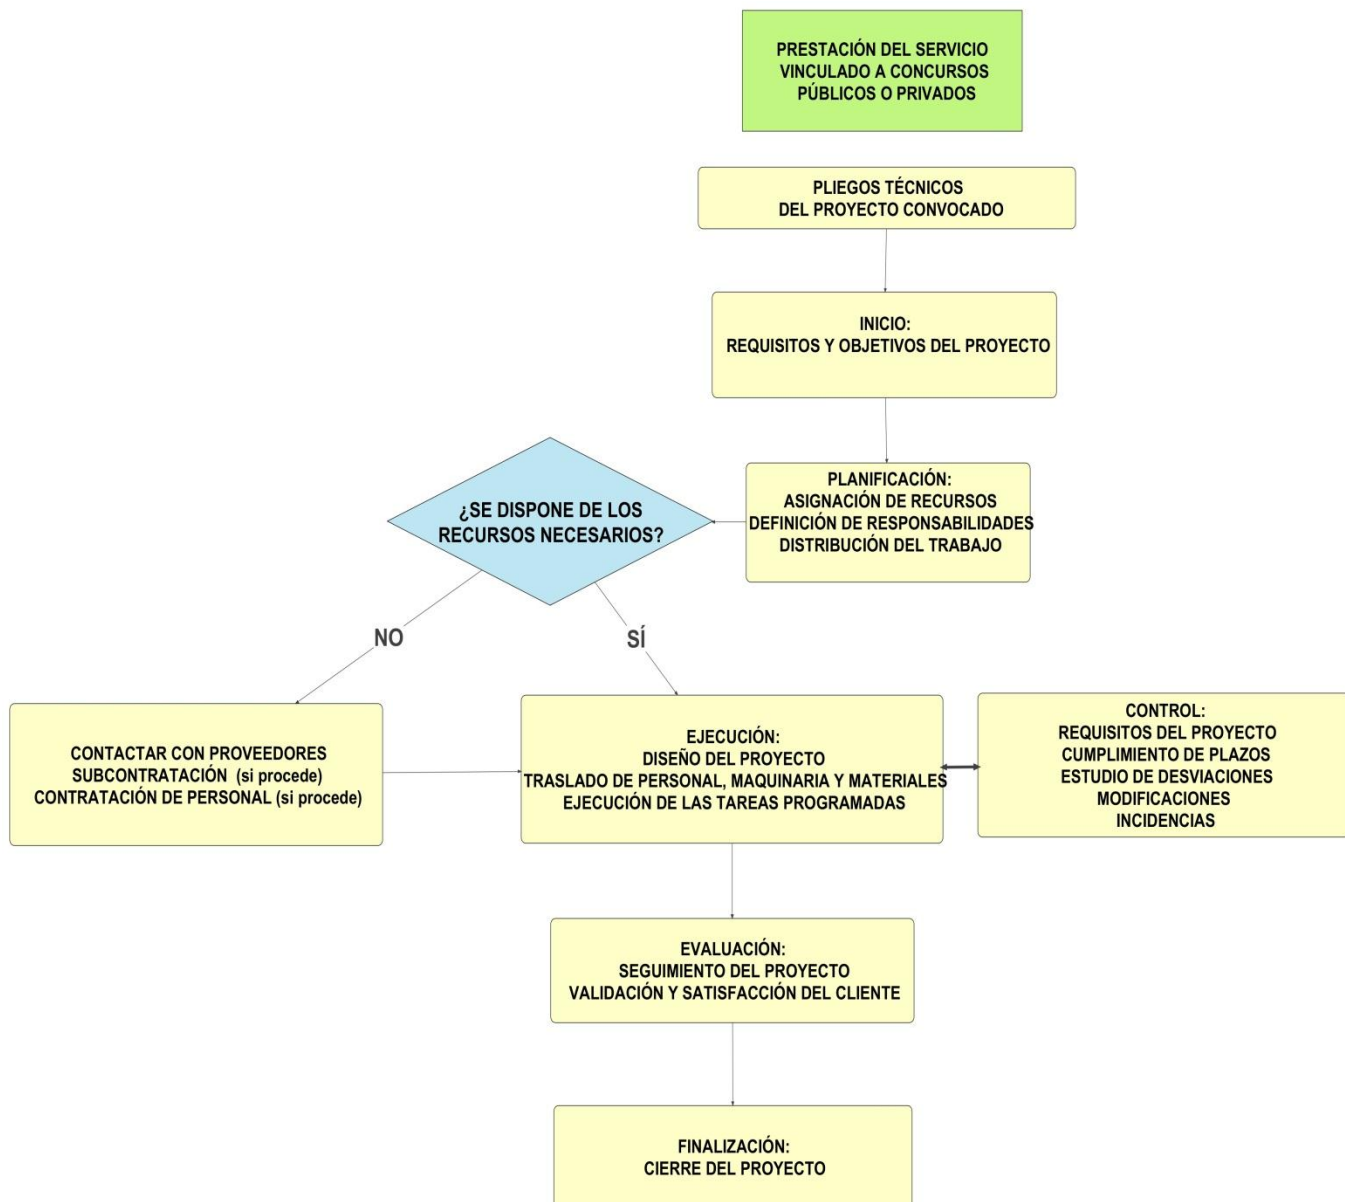 PRESTACIÓN DEL SERVICIO
VINCULADO A CONCURSOS
PÚBLICOS O PRIVADOS
PLIEGOS TÉCNICOS
DEL PROYECTO CONVOCADO
INICIO:
REQUISITOS Y OBJETIVOS DEL PROYECTO
PLANIFICACIÓN:
ASIGNACIÓN DE RECURSOS
DEFINICIÓN DE RESPONSABILIDADES
DISTRIBUCIÓN DEL TRABAJO
¿SE DISPONE DE LOS
RECURSOS NECESARIOS?
NO
SÍ
CONTACTAR CON PROVEEDORES
SUBCONTRATACIÓN (si procede)
CONTRATACIÓN DE PERSONAL (si procede)
EJECUCIÓN:
DISEÑO DEL PROYECTO
TRASLADO DE PERSONAL, MAQUINARIA Y MATERIALES
EJECUCIÓN DE LAS TAREAS PROGRAMADAS
CONTROL:
REQUISITOS DEL PROYECTO
CUMPLIMIENTO DE PLAZOS
ESTUDIO DE DESVIACIONES
MODIFICACIONES
INCIDENCIAS
EVALUACIÓN:
SEGUIMIENTO DEL PROYECTO
VALIDACIÓN Y SATISFACCIÓN DEL CLIENTE
FINALIZACIÓN:
CIERRE DEL PROYECTO